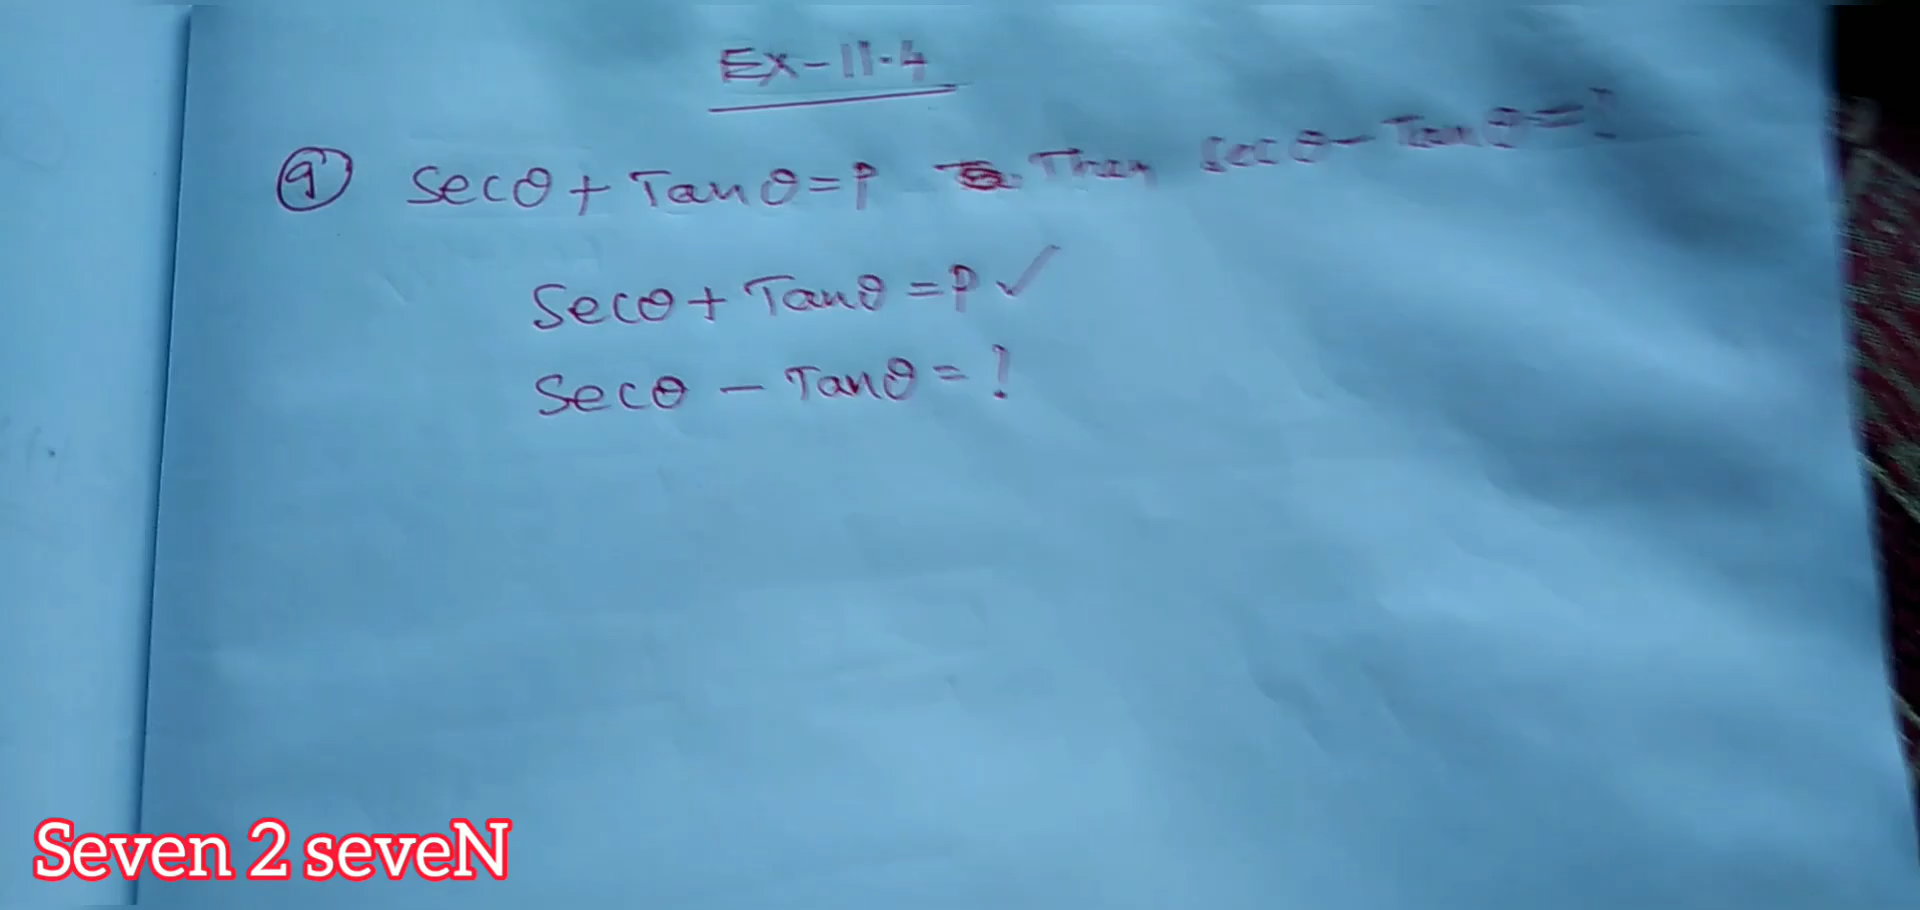 Ex-11.4
9) Secθ + Tanθ = P Then Secθ - Tanθ = ?
Secθ + Tanθ = P ✓
Secθ - Tanθ = ?
Seven 2 seveN